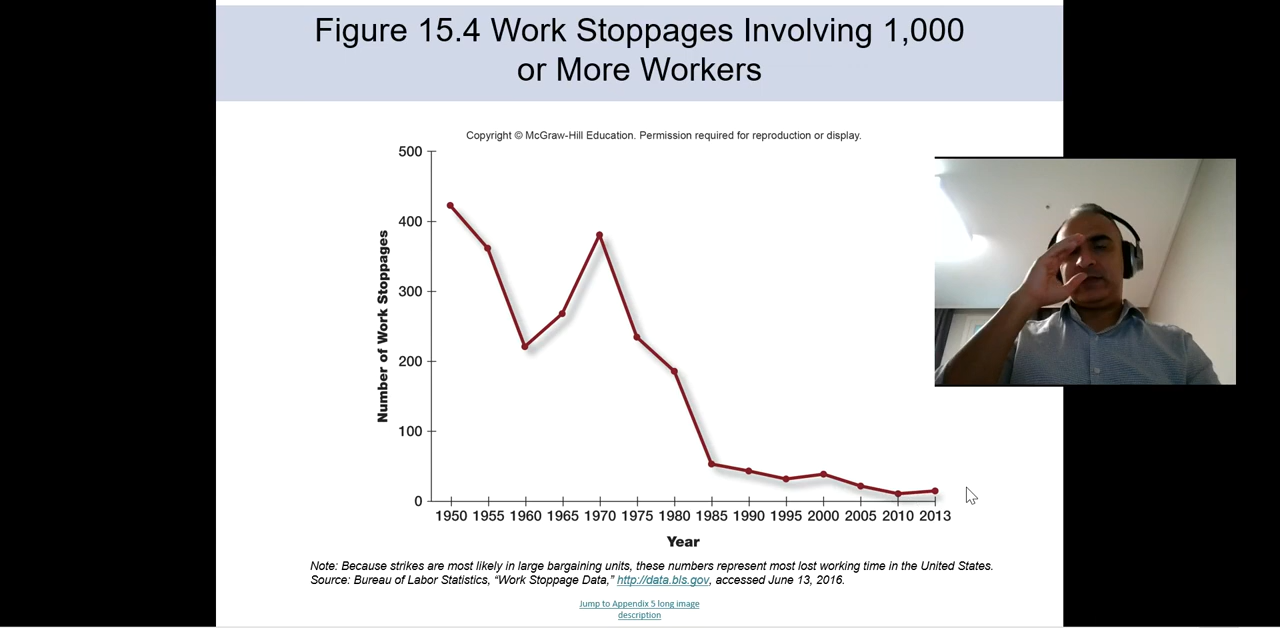 Figure 15.4 Work Stoppages Involving 1,000
or More Workers
Copyright © McGraw-Hill Education. Permission required for reproduction or display.
Number of Work Stoppages
500
400
300
200
100
0
1950 1955 1960 1965 1970 1975 1980 1985 1990 1995 2000 2005 2010 2013
Year
Note: Because strikes are most likely in large bargaining units, these numbers represent most lost working time in the United States.
Source: Bureau of Labor Statistics, “Work Stoppage Data,” http://data.bls.gov, accessed June 13, 2016.
Jump to Appendix 5 long image
description